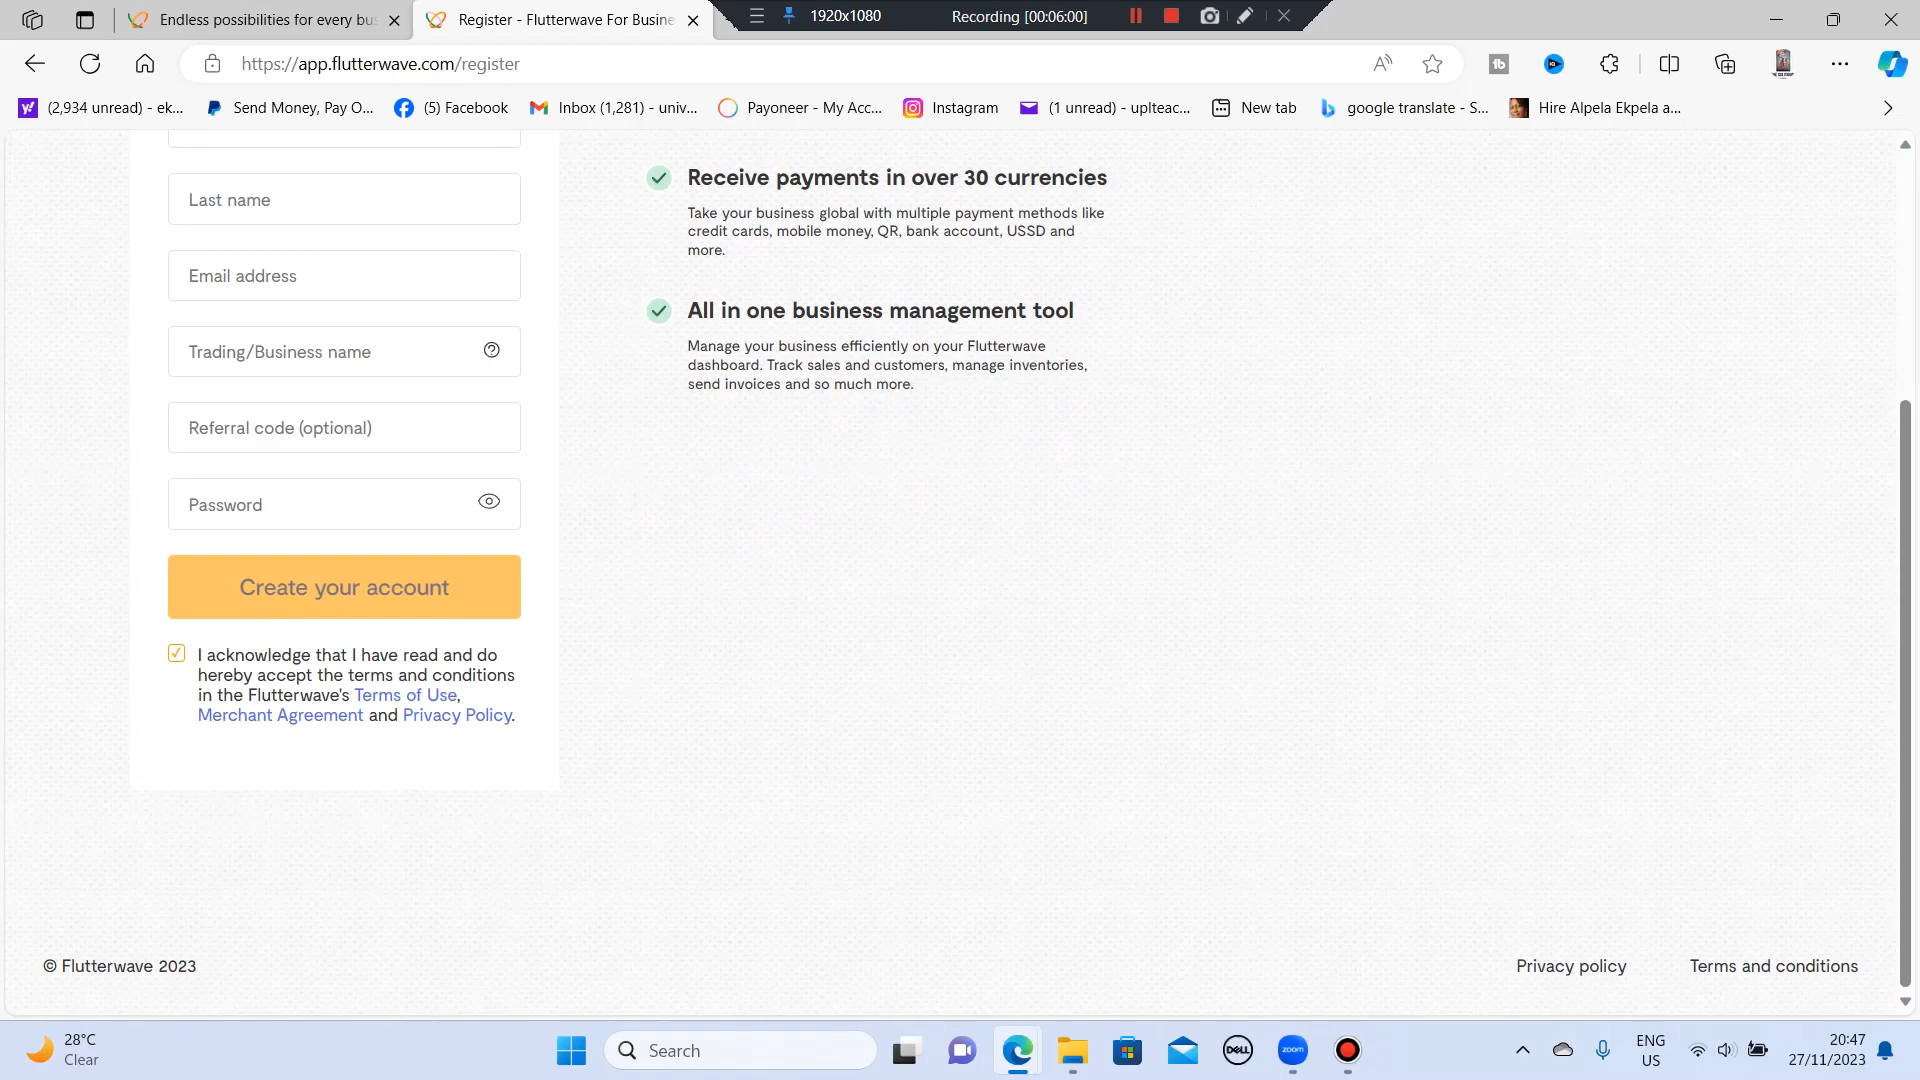 Endless possibilities for every bu
Register - Flutterwave For Busine
1920x1080
Recording [00:06:00]
https://app.flutterwave.com/register
(2,934 unread) - ek...
Send Money, Pay O...
(5) Facebook
Inbox (1,281) - univ...
Payoneer - My Acc...
Instagram
(1 unread) - uplteac...
New tab
google translate - S...
Hire Alpela Ekpela a...
Last name
Email address
Trading/Business name
Referral code (optional)
Password
Create your account
I acknowledge that I have read and do
hereby accept the terms and conditions
in the Flutterwave's Terms of Use,
Merchant Agreement and Privacy Policy.
Receive payments in over 30 currencies
Take your business global with multiple payment methods like
credit cards, mobile money, QR, bank account, USSD and
more.
All in one business management tool
Manage your business efficiently on your Flutterwave
dashboard. Track sales and customers, manage inventories,
send invoices and so much more.
© Flutterwave 2023
Privacy policy
Terms and conditions
28°C
Clear
Search
DELL
zoom
ENG
US
20:47
27/11/2023